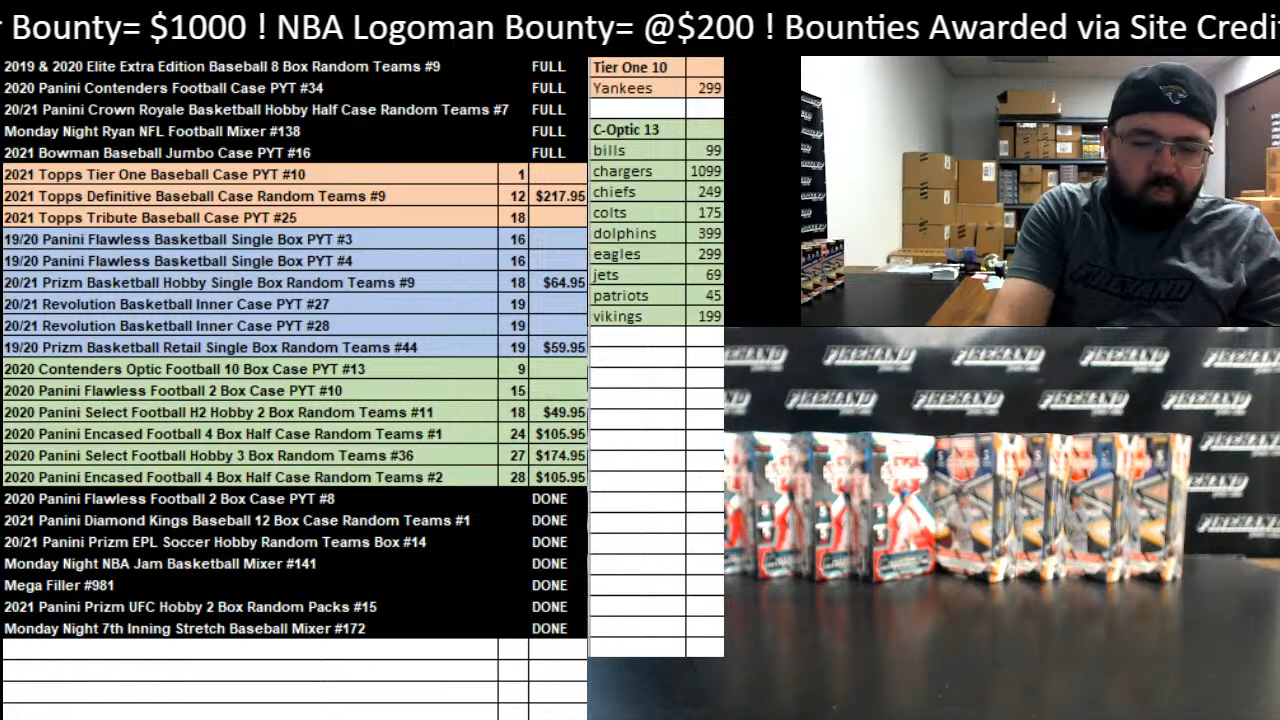 r Bounty= $1000 ! NBA Logoman Bounty= @$200 ! Bounties Awarded via Site Credi
2019 & 2020 Elite Extra Edition Baseball 8 Box Random Teams #9 FULL
2020 Panini Contenders Football Case PYT #34 FULL
20/21 Panini Crown Royale Basketball Hobby Half Case Random Teams #7 FULL
Monday Night Ryan NFL Football Mixer #138 FULL
2021 Bowman Baseball Jumbo Case PYT #16 FULL
2021 Topps Tier One Baseball Case PYT #10 1
2021 Topps Definitive Baseball Case Random Teams #9 12 $217.95
2021 Topps Tribute Baseball Case PYT #25 18
19/20 Panini Flawless Basketball Single Box PYT #3 16
19/20 Panini Flawless Basketball Single Box PYT #4 16
20/21 Prizm Basketball Hobby Single Box Random Teams #9 18 $64.95
20/21 Revolution Basketball Inner Case PYT #27 19
20/21 Revolution Basketball Inner Case PYT #28 19
19/20 Prizm Basketball Retail Single Box Random Teams #44 19 $59.95
2020 Contenders Optic Football 10 Box Case PYT #13 9
2020 Panini Flawless Football 2 Box Case PYT #10 15
2020 Panini Select Football H2 Hobby 2 Box Random Teams #11 18 $49.95
2020 Panini Encased Football 4 Box Half Case Random Teams #1 24 $105.95
2020 Panini Select Football Hobby 3 Box Random Teams #36 27 $174.95
2020 Panini Encased Football 4 Box Half Case Random Teams #2 28 $105.95
2020 Panini Flawless Football 2 Box Case PYT #8 DONE
2021 Panini Diamond Kings Baseball 12 Box Case Random Teams #1 DONE
20/21 Panini Prizm EPL Soccer Hobby Random Teams Box #14 DONE
Monday Night NBA Jam Basketball Mixer #141 DONE
Mega Filler #981 DONE
2021 Panini Prizm UFC Hobby 2 Box Random Packs #15 DONE
Monday Night 7th Inning Stretch Baseball Mixer #172 DONE
Tier One 10
Yankees 299
C-Optic 13
bills 99
chargers 1099
chiefs 249
colts 175
dolphins 399
eagles 299
jets 69
patriots 45
vikings 199
FIREHAND
FIREHAND
FIREHAND
FIREHAND
FIREHAND
FIREHAND
FIREHAND
FIREHAND
FIREHAND